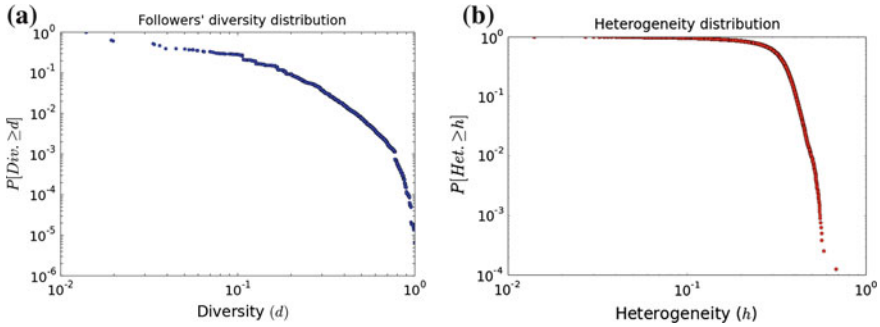 (a)
Followers' diversity distribution
10^0
10^-1
10^-2
10^-3
10^-4
10^-5
10^-6
P[Div. ≥d]
10^-2
10^-1
10^0
Diversity (d)
(b)
Heterogeneity distribution
10^0
10^-1
10^-2
10^-3
10^-4
P[Het. ≥h]
10^-2
10^-1
10^0
Heterogeneity (h)